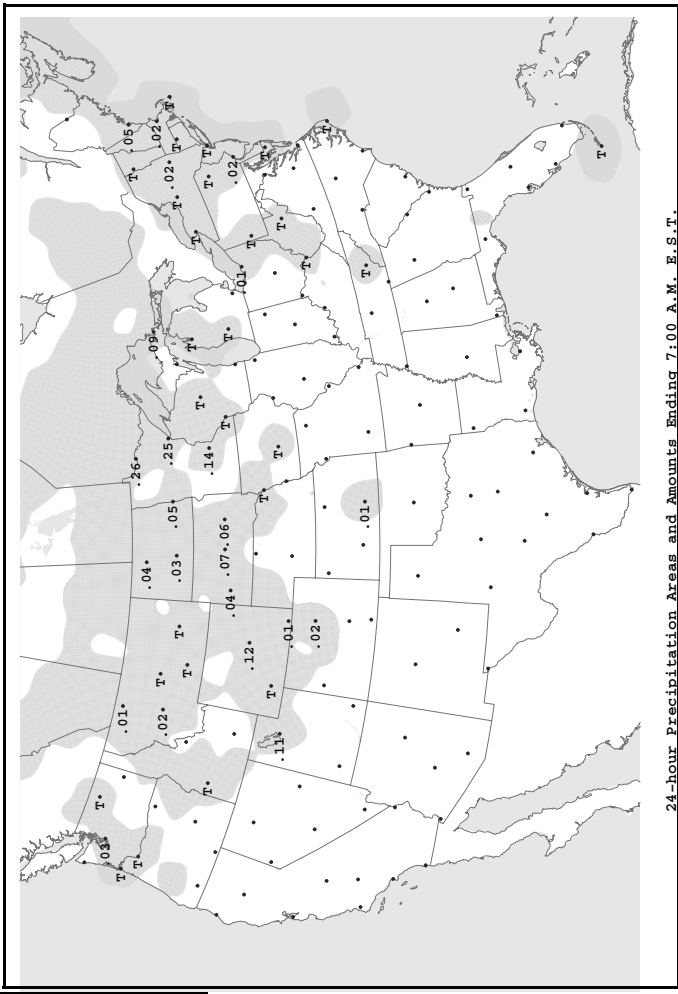 T
.03
T
.01
.05
T
.26
T
.04
.09
.02
T
T
.02
.25
.02
.05
T
.03
T
T
T
T
T
T
T
T
T
.14
.07
.06
T
T
.04
.02
.01
.12
T
T
T
T
T
.11
T
.01
T
.02
T
.01
T
T
24-hour Precipitation Areas and Amounts Ending 7:00 A.M. E.S.T.